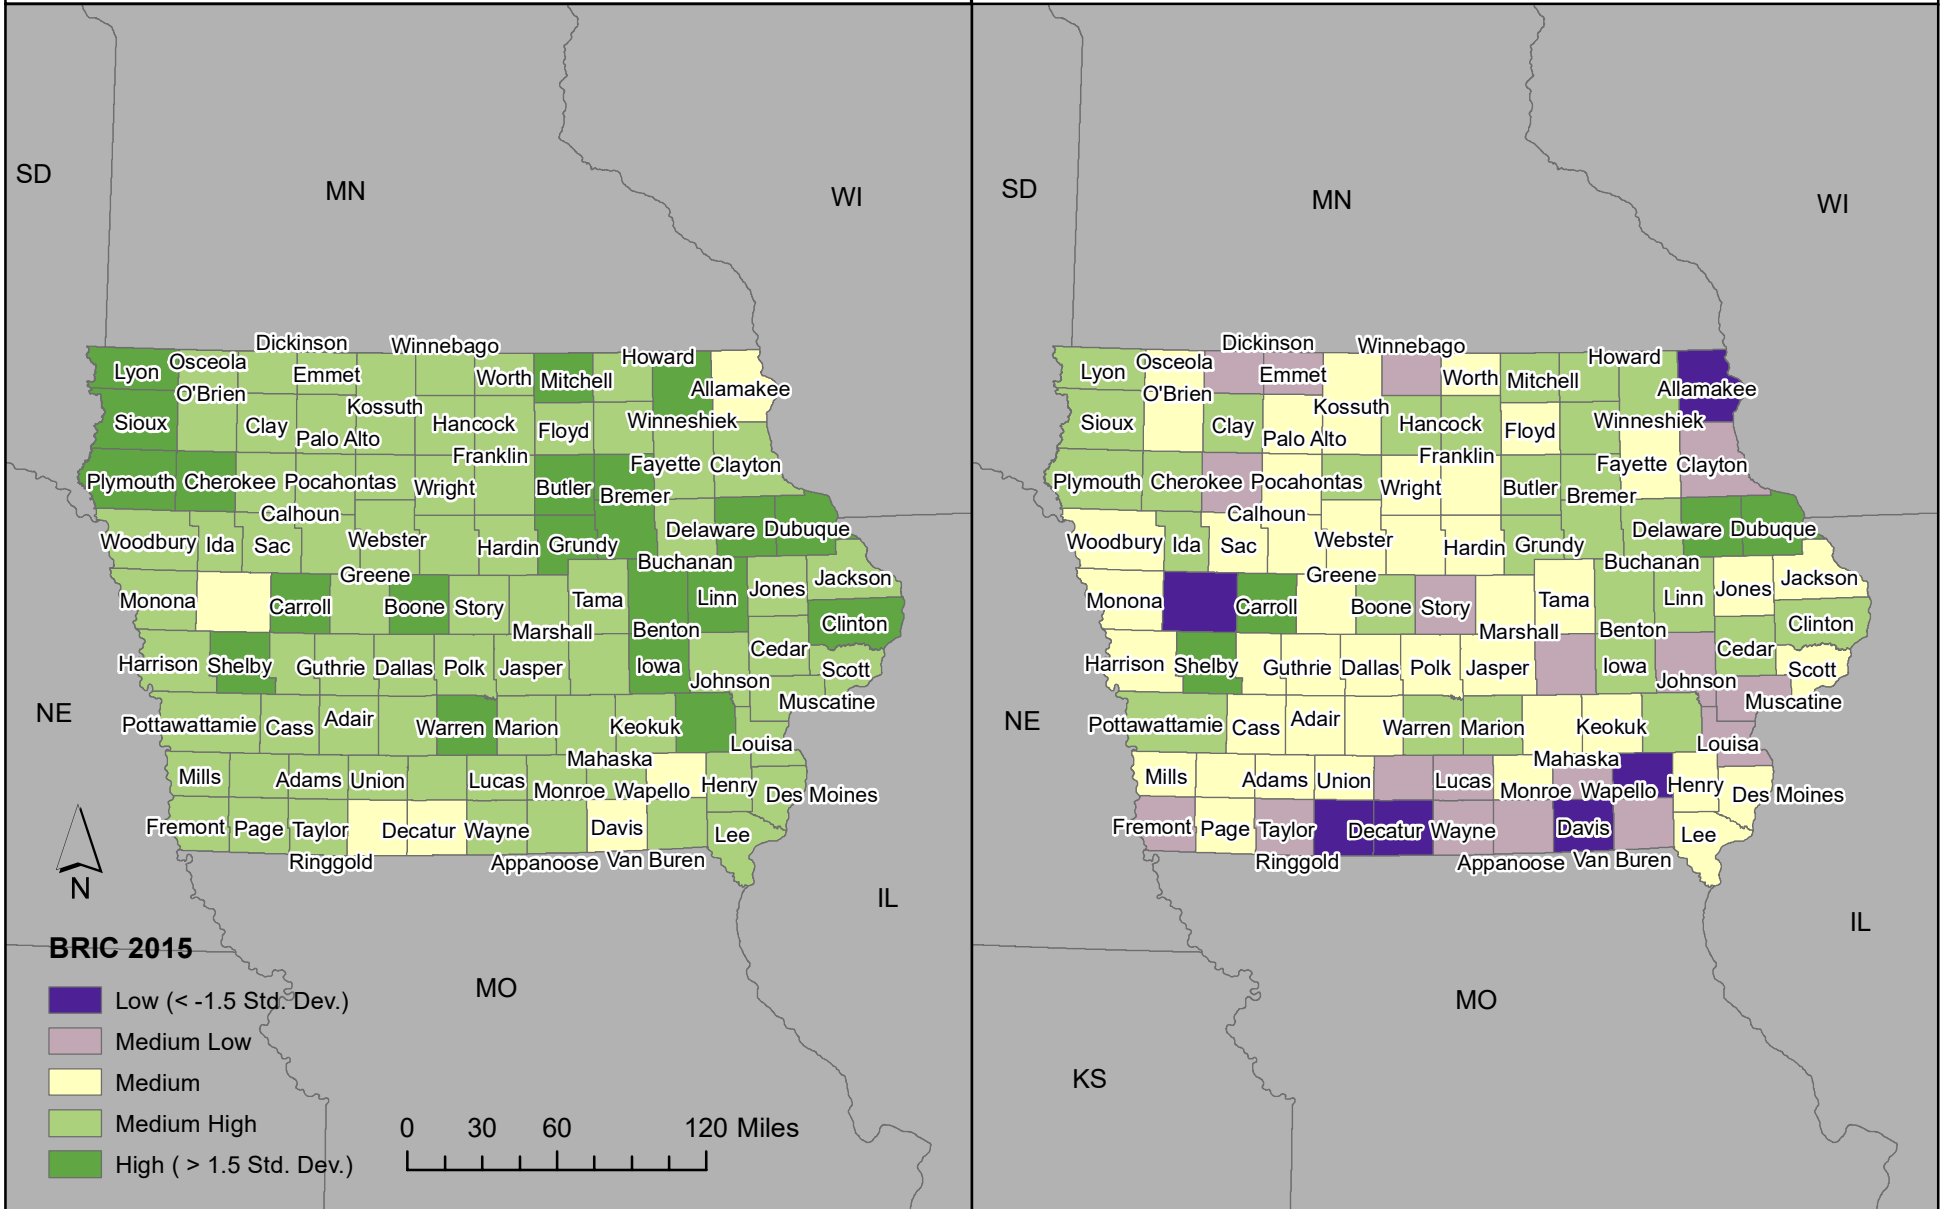 SD
MN
WI
Dickinson
Winnebago
Lyon
Osceola
Howard
Emmet
Worth
Mitchell
Allamakee
O'Brien
Kossuth
Sioux
Clay
Palo Alto
Hancock
Floyd
Winneshiek
Franklin
Plymouth
Cherokee
Pocahontas
Wright
Butler
Bremer
Fayette
Clayton
Calhoun
Woodbury
Ida
Sac
Webster
Hardin
Grundy
Delaware
Dubuque
Buchanan
Greene
Monona
Carroll
Boone
Story
Marshall
Tama
Benton
Linn
Jones
Jackson
Clinton
Harrison
Shelby
Guthrie
Dallas
Polk
Jasper
Iowa
Johnson
Cedar
Scott
Muscatine
NE
Pottawattamie
Cass
Adair
Warren
Marion
Mahaska
Keokuk
Louisa
Mills
Adams
Union
Lucas
Monroe
Wapello
Henry
Des Moines
Fremont
Page
Taylor
Ringgold
Decatur
Wayne
Appanoose
Davis
Van Buren
Lee
N
IL
MO
BRIC 2015
Low (< -1.5 Std. Dev.)
Medium Low
Medium
Medium High
High ( > 1.5 Std. Dev.)
0 30 60 120 Miles
SD
MN
WI
Dickinson
Winnebago
Lyon
Osceola
Howard
Emmet
Worth
Mitchell
Allamakee
O'Brien
Kossuth
Sioux
Clay
Palo Alto
Hancock
Floyd
Winneshiek
Franklin
Plymouth
Cherokee
Pocahontas
Wright
Butler
Bremer
Fayette
Clayton
Calhoun
Woodbury
Ida
Sac
Webster
Hardin
Grundy
Delaware
Dubuque
Buchanan
Greene
Monona
Carroll
Boone
Story
Marshall
Tama
Benton
Linn
Jones
Jackson
Clinton
Harrison
Shelby
Guthrie
Dallas
Polk
Jasper
Iowa
Johnson
Cedar
Scott
Muscatine
NE
Pottawattamie
Cass
Adair
Warren
Marion
Mahaska
Keokuk
Louisa
Mills
Adams
Union
Lucas
Monroe
Wapello
Henry
Des Moines
Fremont
Page
Taylor
Ringgold
Decatur
Wayne
Appanoose
Davis
Van Buren
Lee
IL
MO
KS